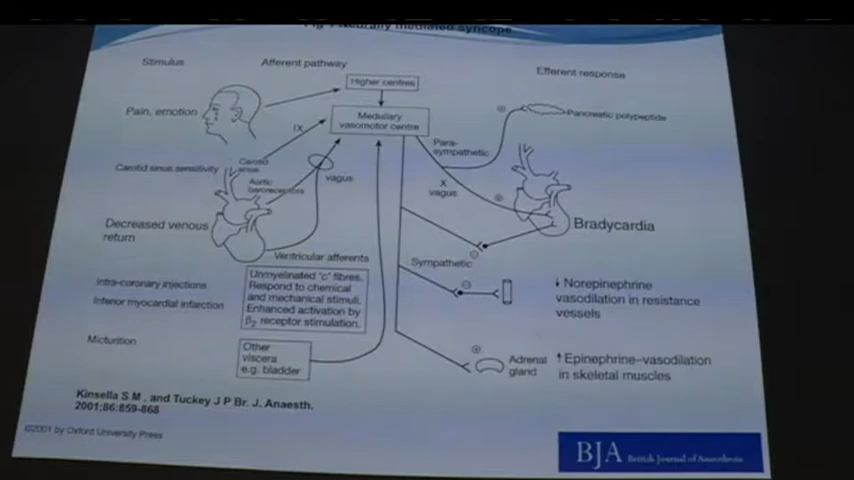 Fig 1 Neurally mediated syncope.
Stimulus
Afferent pathway
Efferent response
Higher centres
Pain, emotion
Medullary
vasomotor centre
Pancreatic polypeptide
IX
Para-
sympathetic
Carotid sinus sensitivity
Carotid
sinus
Aortic
baroreceptors
vagus
X
vagus
Decreased venous
return
Bradycardia
Ventricular afferents
Sympathetic
Intra-coronary injections
Inferior myocardial infarction
Unmyelinated 'c' fibres.
Respond to chemical
and mechanical stimuli.
Enhanced activation by
β2 receptor stimulation.
↓ Norepinephrine
vasodilation in resistance
vessels
Micturition
Other
viscera
e.g. bladder
Adrenal
gland
↑ Epinephrine–vasodilation
in skeletal muscles
Kinsella S M , and Tuckey J P Br. J. Anaesth.
2001;86:859-868
©2001 by Oxford University Press
BJA British Journal of Anaesthesia